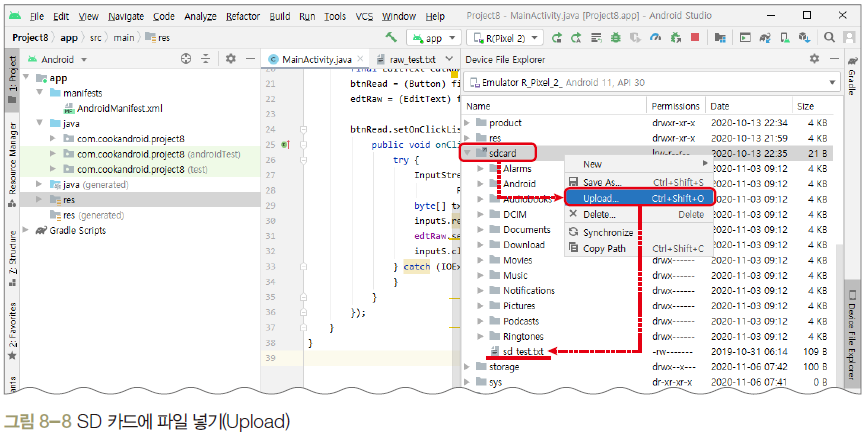 File Edit View Navigate Code Analyze Refactor Build Run Tools VCS Window Help Project8 - MainActivity.java [Project8.app] - Android Studio
Project8 app src main res
app R(Pixel_2)
1: Project
Resource Manager
Z: Structure
2: Favorites
Android
app
manifests
AndroidManifest.xml
java
com.cookandroid.project8
com.cookandroid.project8 (androidTest)
com.cookandroid.project8 (test)
java (generated)
res
res (generated)
Gradle Scripts
MainActivity.java raw_test.txt
21 btnRead = (Button) fi
22 edtRaw = (EditText) f
23
24 btnRead.setOnClickLis
25 public void onCli
26 try {
27 InputStre
28 R
29 byte[] tx
30 inputS.re
31 edtRaw.se
32 inputS.cl
33 } catch (IOEx
34 }
35 }
36 });
37 }
38 }
39
Device File Explorer
Emulator R_Pixel_2_ Android 11, API 30
Name Permissions Date Size
product drwxr-xr-x 2020-10-13 22:34 4 KB
res drwxr-xr-x 2020-10-13 21:59 4 KB
sdcard 2020-10-13 22:35 21 B
Alarms 2020-11-03 09:12 4 KB
Android 2020-11-03 09:12 4 KB
Audiobooks 2020-11-03 09:12 4 KB
DCIM 2020-11-03 09:12 4 KB
Documents 2020-11-03 09:12 4 KB
Download 2020-11-03 09:12 4 KB
Movies drwx------ 2020-11-03 09:12 4 KB
Music drwx------ 2020-11-03 09:12 4 KB
Notifications drwx------ 2020-11-03 09:12 4 KB
Pictures drwx------ 2020-11-03 09:12 4 KB
Podcasts drwx------ 2020-11-03 09:12 4 KB
Ringtones drwx------ 2020-11-03 09:12 4 KB
sd_test.txt -rw------- 2019-10-31 06:14 109 B
storage drwx--x--- 2020-11-06 07:42 100 B
sys dr-xr-xr-x 2020-11-06 07:41 0 B
New
Save As... Ctrl+Shift+S
Upload... Ctrl+Shift+O
Delete... Delete
Synchronize
Copy Path Ctrl+Shift+C
Gradle
Device File Explorer
그림 8-8 SD 카드에 파일 넣기(Upload)